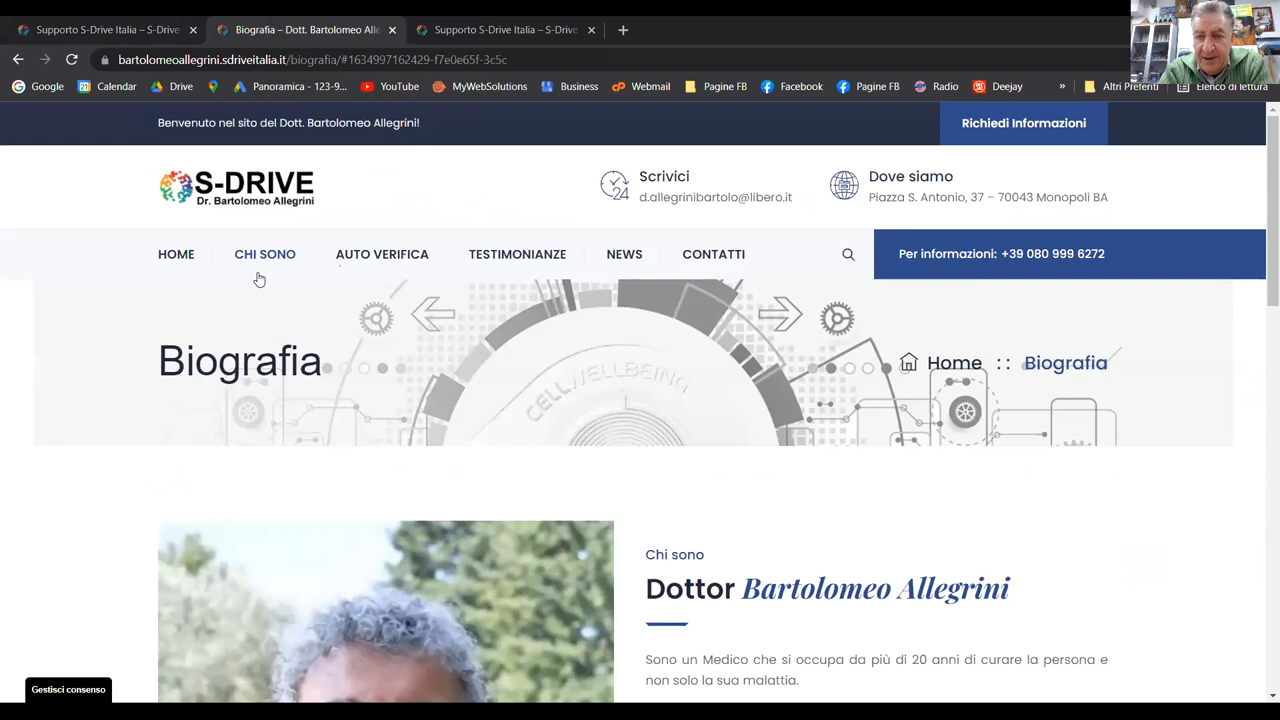 Supporto S-Drive Italia – S-Drive
Biografia – Dott. Bartolomeo Alle
Supporto S-Drive Italia – S-Drive
bartolomeoallegrini.sdriveitalia.it/biografia/#1634997162429-f7e0e65f-3c5c
Google Calendar Drive Panoramica - 123-9... YouTube MyWebSolutions Business Webmail Pagine FB Facebook Pagine FB Radio Deejay » Altri Preferiti Elenco di lettura
Benvenuto nel sito del Dott. Bartolomeo Allegrini!
Richiedi Informazioni
S-DRIVE
Dr. Bartolomeo Allegrini
24
Scrivici
d.allegrinibartolo@libero.it
Dove siamo
Piazza S. Antonio, 37 – 70043 Monopoli BA
HOME CHI SONO AUTO VERIFICA TESTIMONIANZE NEWS CONTATTI
Per informazioni: +39 080 999 6272
Biografia
CELLWELLBEING
Home :: Biografia
Chi sono
Dottor Bartolomeo Allegrini
Sono un Medico che si occupa da più di 20 anni di curare la persona e
non solo la sua malattia.
Gestisci consenso